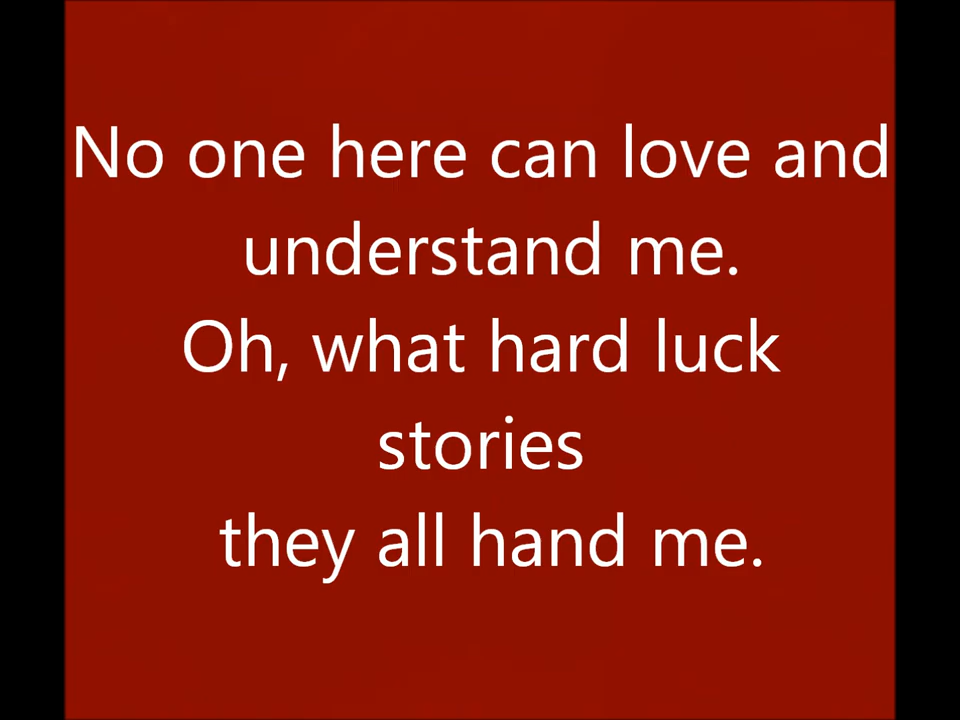 No one here can love and
understand me.
Oh, what hard luck
stories
they all hand me.